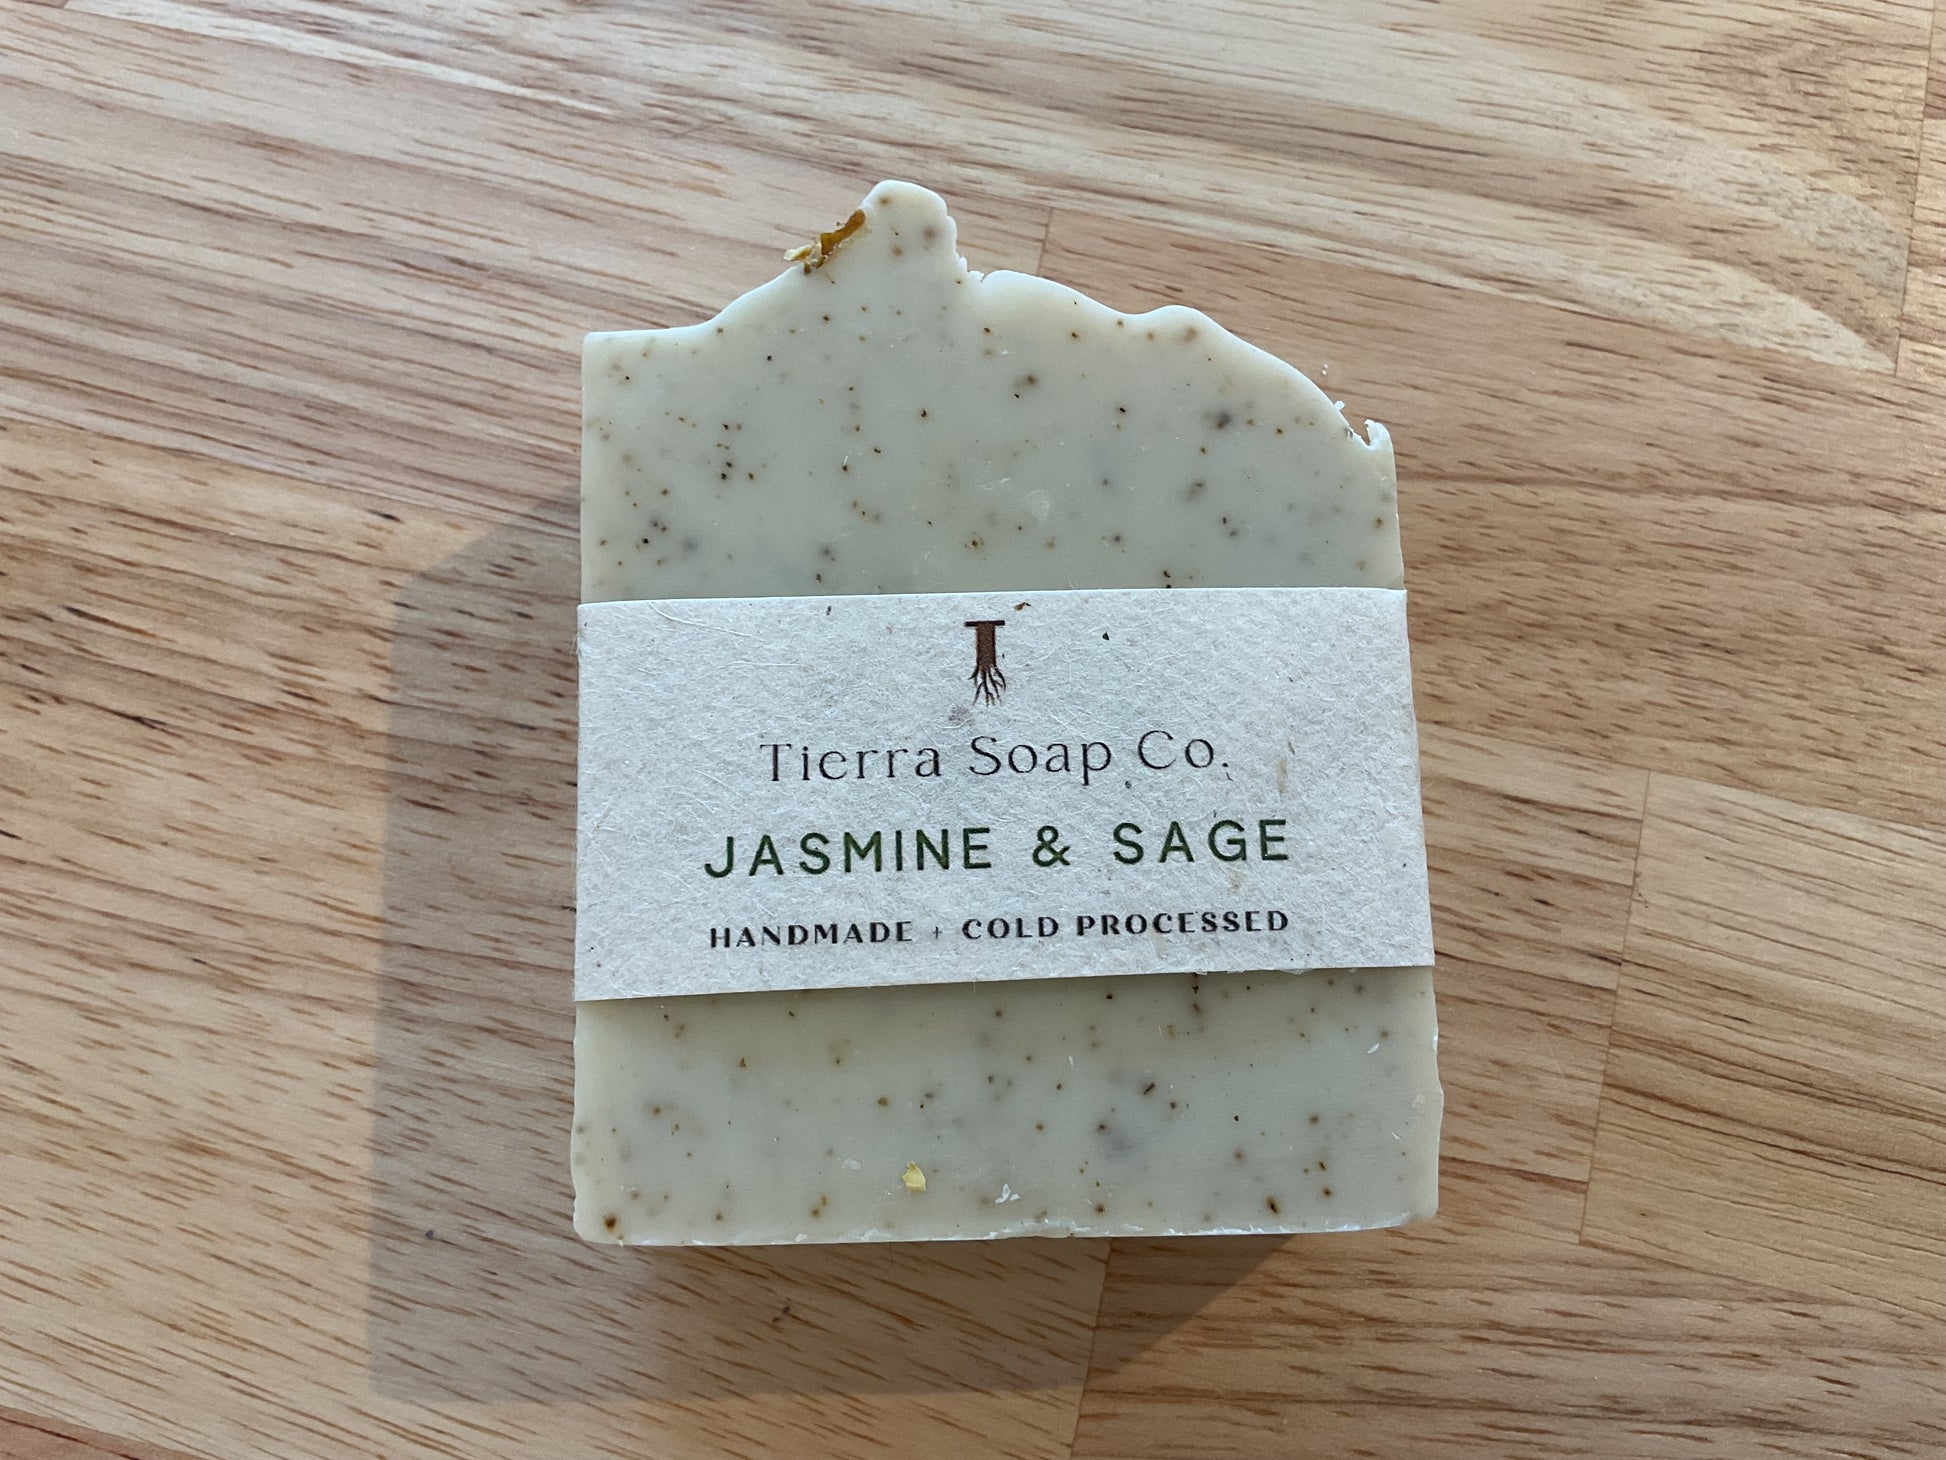 Tierra Soap Co.
JASMINE & SAGE
HANDMADE + COLD PROCESSED